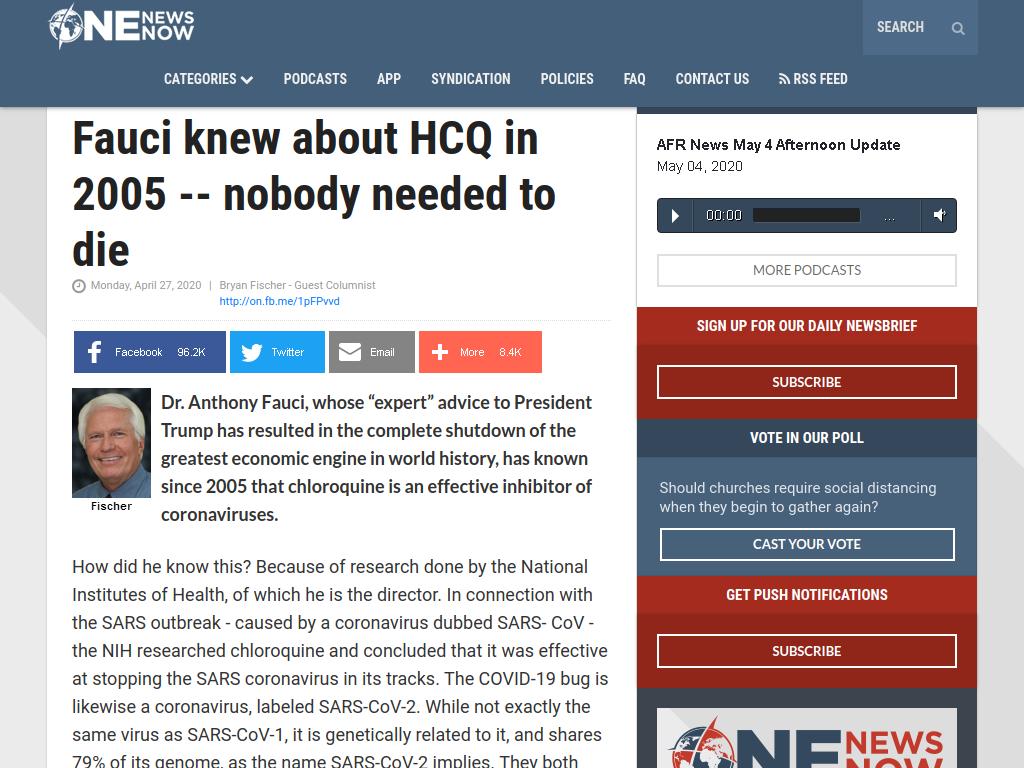 ONE NEWS NOW
SEARCH
CATEGORIES PODCASTS APP SYNDICATION POLICIES FAQ CONTACT US RSS FEED
Fauci knew about HCQ in
2005 -- nobody needed to
die
Monday, April 27, 2020 | Bryan Fischer - Guest Columnist
http://on.fb.me/1pFPvvd
Facebook 96.2K Twitter Email More 8.4K
Fischer
Dr. Anthony Fauci, whose “expert” advice to President
Trump has resulted in the complete shutdown of the
greatest economic engine in world history, has known
since 2005 that chloroquine is an effective inhibitor of
coronaviruses.
How did he know this? Because of research done by the National
Institutes of Health, of which he is the director. In connection with
the SARS outbreak - caused by a coronavirus dubbed SARS- CoV -
the NIH researched chloroquine and concluded that it was effective
at stopping the SARS coronavirus in its tracks. The COVID-19 bug is
likewise a coronavirus, labeled SARS-CoV-2. While not exactly the
same virus as SARS-CoV-1, it is genetically related to it, and shares
79% of its genome, as the name SARS-CoV-2 implies. They both
AFR News May 4 Afternoon Update
May 04, 2020
00:00 ...
MORE PODCASTS
SIGN UP FOR OUR DAILY NEWSBRIEF
SUBSCRIBE
VOTE IN OUR POLL
Should churches require social distancing
when they begin to gather again?
CAST YOUR VOTE
GET PUSH NOTIFICATIONS
SUBSCRIBE
ONE NEWS NOW